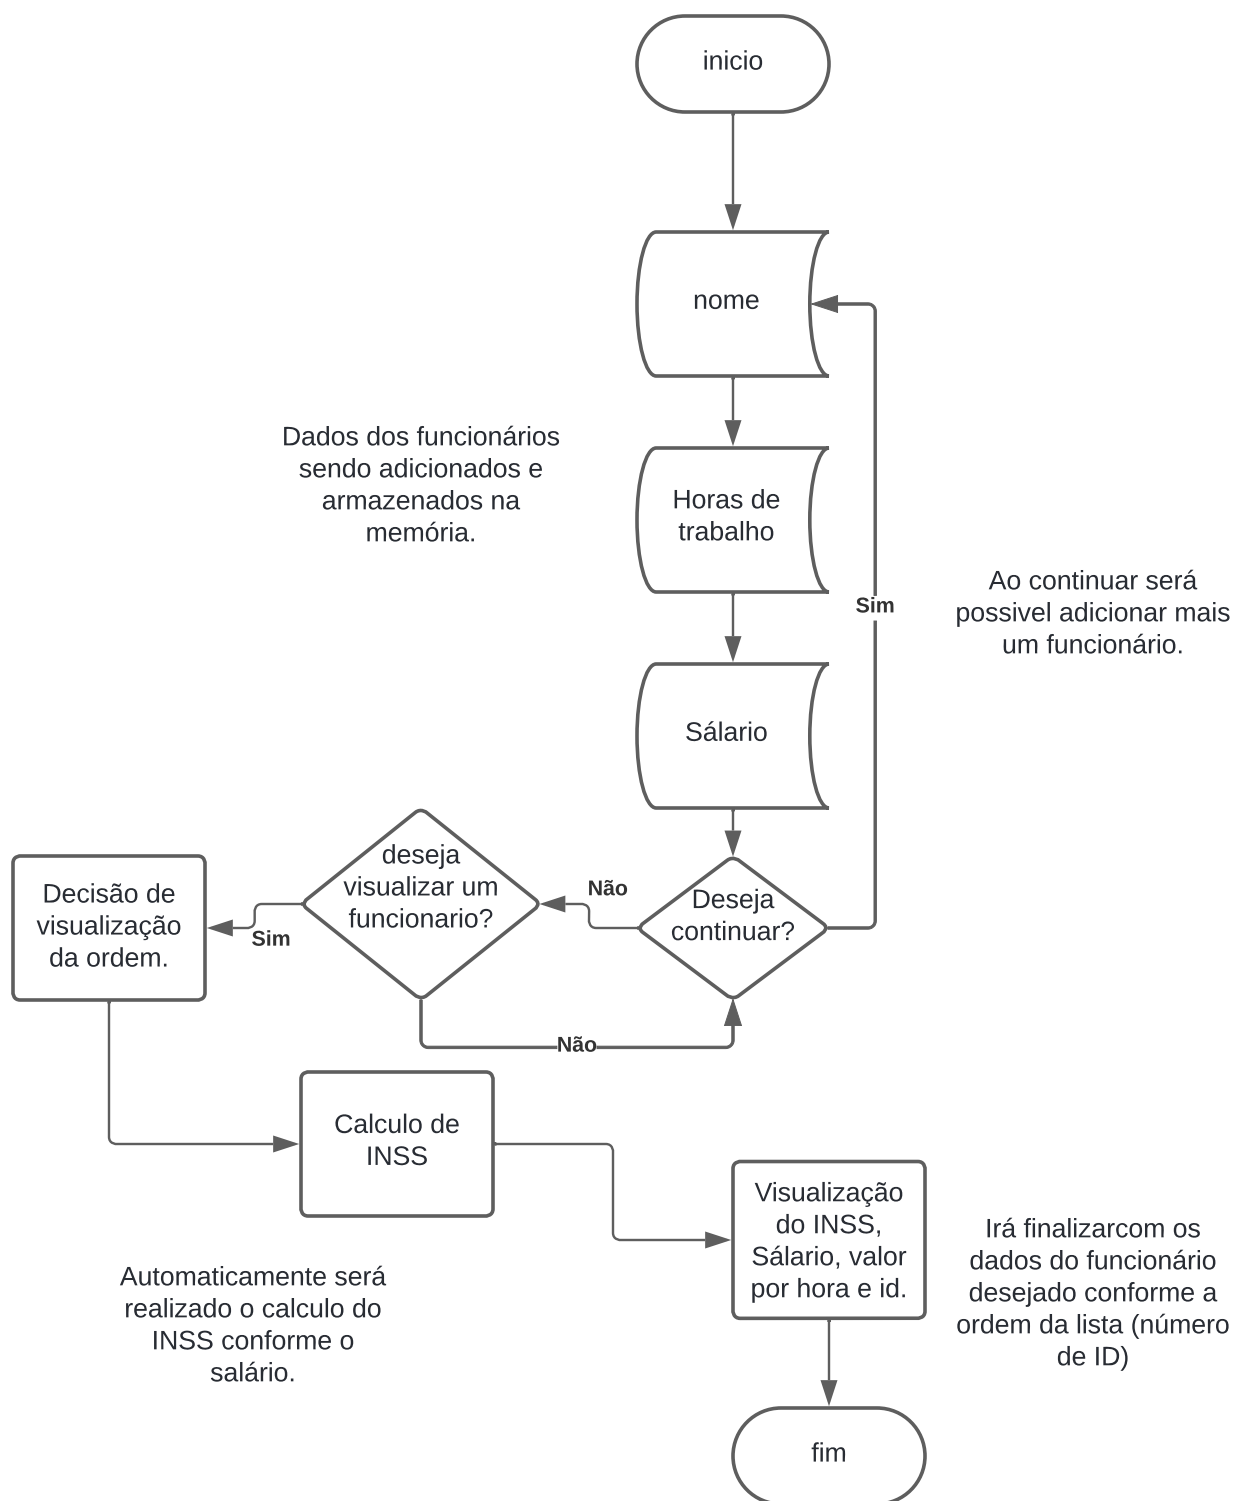 inicio
nome
Dados dos funcionários
sendo adicionados e
armazenados na
memória.
Horas de
trabalho
Ao continuar será
possivel adicionar mais
um funcionário.
Sim
Sálario
deseja
visualizar um
funcionario?
Não
Deseja
continuar?
Decisão de
visualização
da ordem.
Sim
Não
Calculo de
INSS
Visualização
do INSS,
Sálario, valor
por hora e id.
Irá finalizarcom os
dados do funcionário
desejado conforme a
ordem da lista (número
de ID)
Automaticamente será
realizado o calculo do
INSS conforme o
salário.
fim